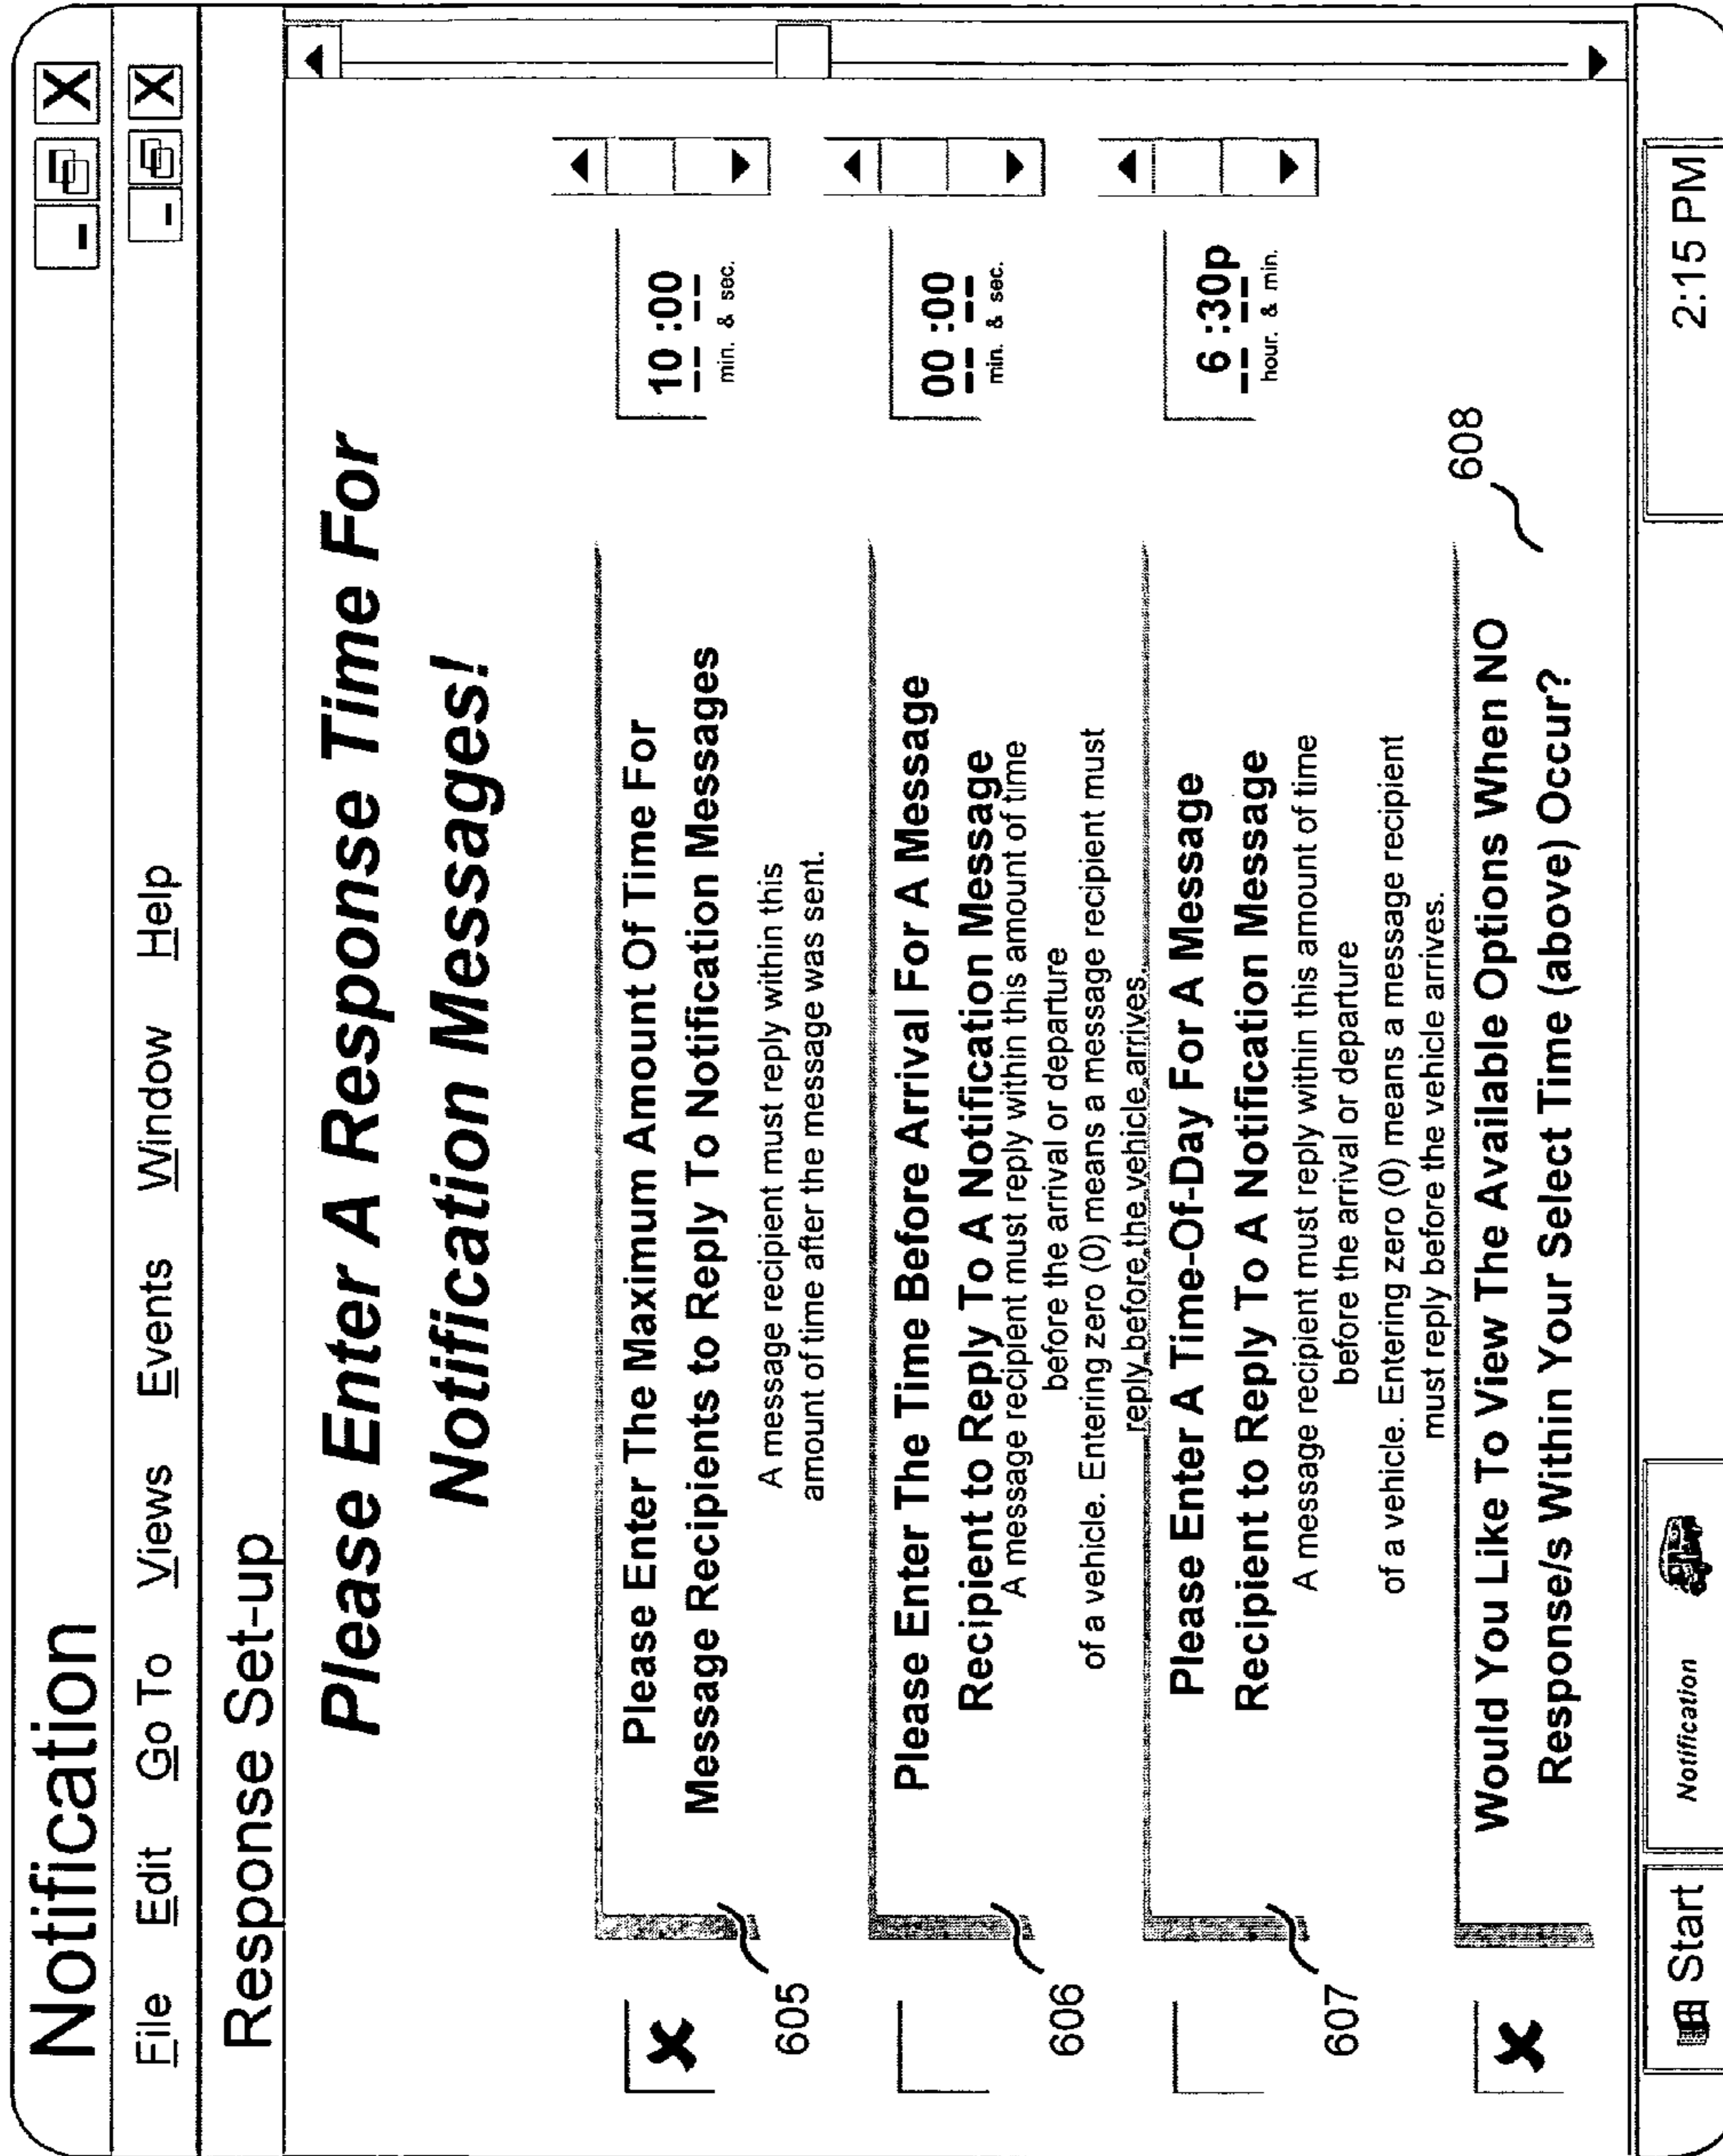 Notification
_ X
File Edit Go To Views Events Window Help
_ X
Response Set-up
Please Enter A Response Time For
Notification Messages!
Please Enter The Maximum Amount Of Time For
Message Recipients to Reply To Notification Messages
A message recipient must reply within this
amount of time after the message was sent.
10 :00
min. & sec.
605
Please Enter The Time Before Arrival For A Message
Recipient to Reply To A Notification Message
A message recipient must reply within this amount of time
before the arrival or departure
of a vehicle. Entering zero (0) means a message recipient must
reply before the vehicle arrives.
00 :00
min. & sec.
606
Please Enter A Time-Of-Day For A Message
Recipient to Reply To A Notification Message
A message recipient must reply within this amount of time
before the arrival or departure
of a vehicle. Entering zero (0) means a message recipient
must reply before the vehicle arrives.
6 :30p
hour. & min.
607
Would You Like To View The Available Options When NO
Response/s Within Your Select Time (above) Occur?
608
Start
Notification
2:15 PM